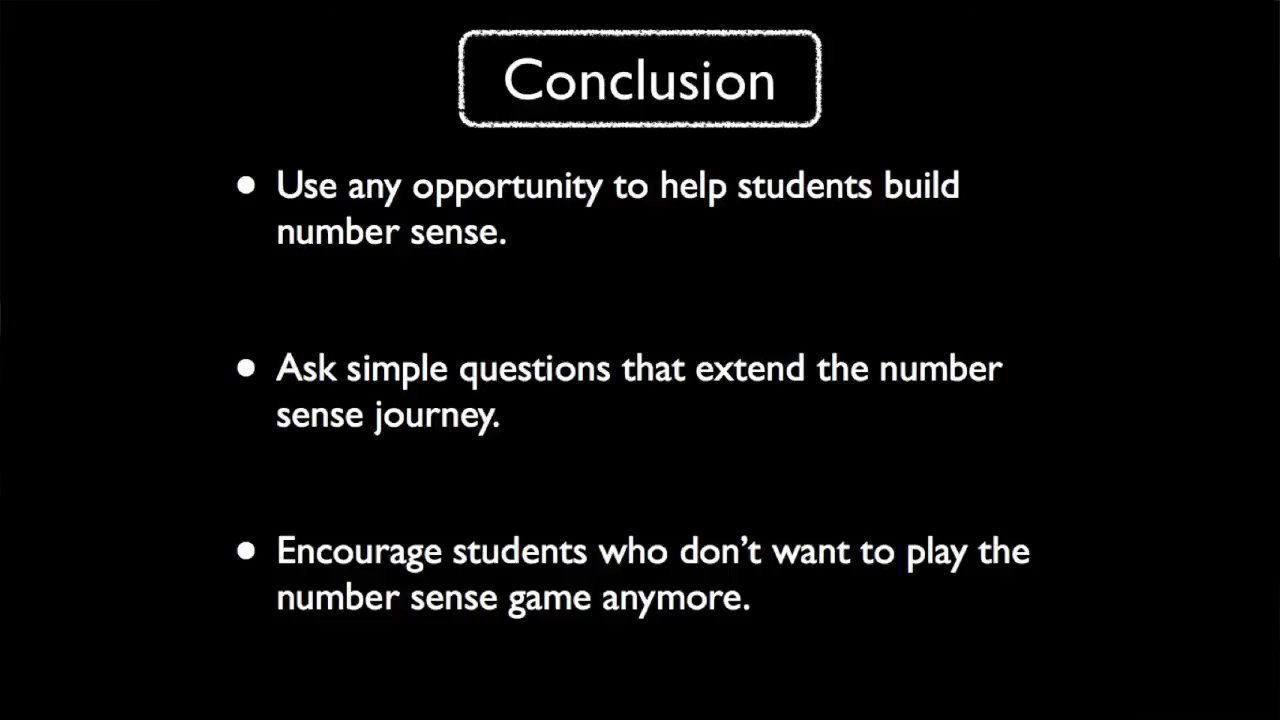 Conclusion
• Use any opportunity to help students build
number sense.
• Ask simple questions that extend the number
sense journey.
• Encourage students who don’t want to play the
number sense game anymore.